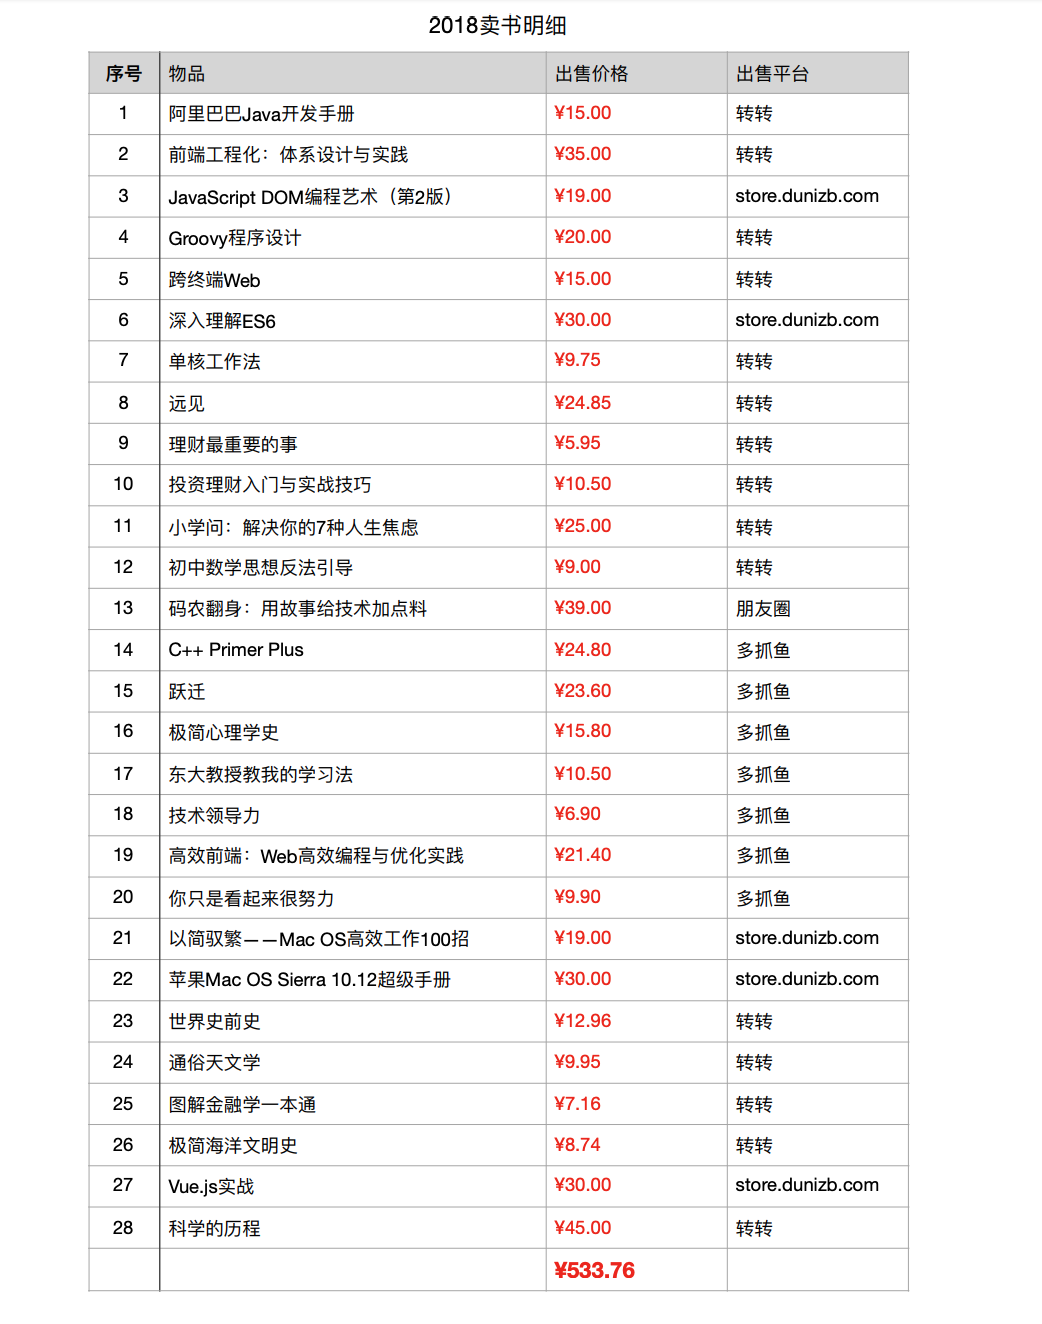 2018卖书明细
序号 物品 出售价格 出售平台
1 阿里巴巴Java开发手册 ¥15.00 转转
2 前端工程化：体系设计与实践 ¥35.00 转转
3 JavaScript DOM编程艺术（第2版） ¥19.00 store.dunizb.com
4 Groovy程序设计 ¥20.00 转转
5 跨终端Web ¥15.00 转转
6 深入理解ES6 ¥30.00 store.dunizb.com
7 单核工作法 ¥9.75 转转
8 远见 ¥24.85 转转
9 理财最重要的事 ¥5.95 转转
10 投资理财入门与实战技巧 ¥10.50 转转
11 小学问：解决你的7种人生焦虑 ¥25.00 转转
12 初中数学思想反法引导 ¥9.00 转转
13 码农翻身：用故事给技术加点料 ¥39.00 朋友圈
14 C++ Primer Plus ¥24.80 多抓鱼
15 跃迁 ¥23.60 多抓鱼
16 极简心理学史 ¥15.80 多抓鱼
17 东大教授教我的学习法 ¥10.50 多抓鱼
18 技术领导力 ¥6.90 多抓鱼
19 高效前端：Web高效编程与优化实践 ¥21.40 多抓鱼
20 你只是看起来很努力 ¥9.90 多抓鱼
21 以简驭繁——Mac OS高效工作100招 ¥19.00 store.dunizb.com
22 苹果Mac OS Sierra 10.12超级手册 ¥30.00 store.dunizb.com
23 世界史前史 ¥12.96 转转
24 通俗天文学 ¥9.95 转转
25 图解金融学一本通 ¥7.16 转转
26 极简海洋文明史 ¥8.74 转转
27 Vue.js实战 ¥30.00 store.dunizb.com
28 科学的历程 ¥45.00 转转
¥533.76